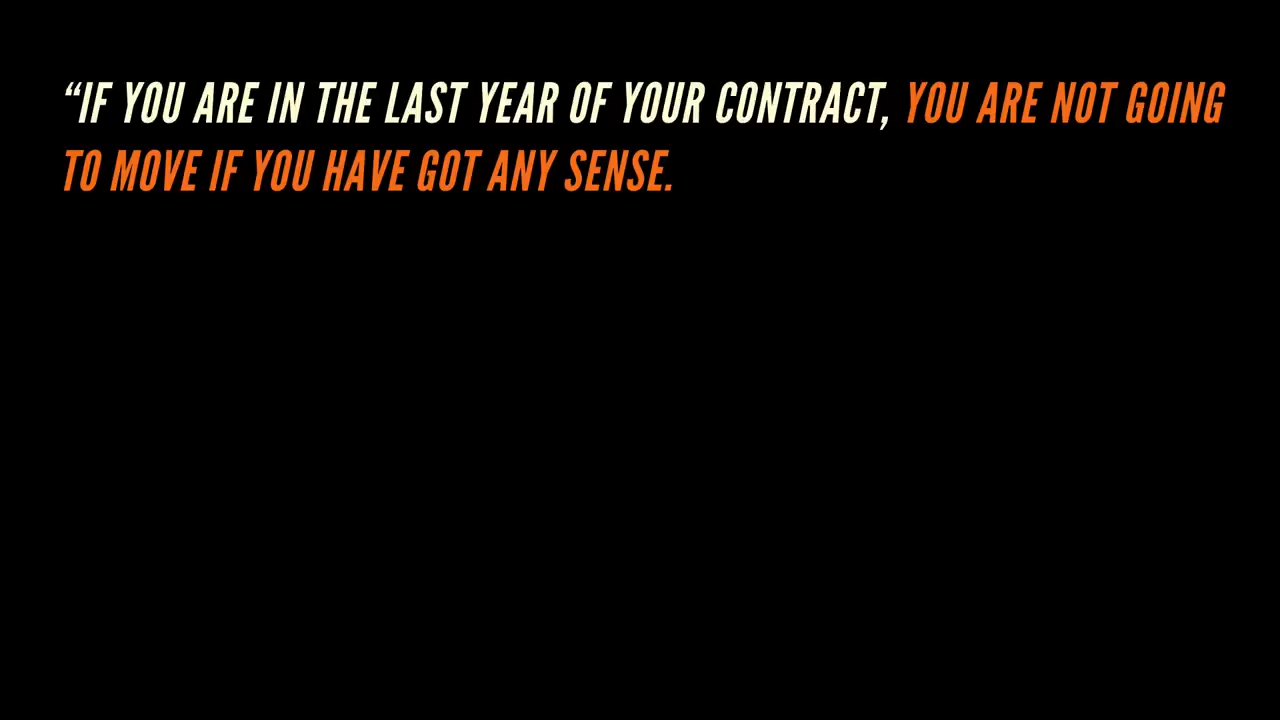 “IF YOU ARE IN THE LAST YEAR OF YOUR CONTRACT, YOU ARE NOT GOING
TO MOVE IF YOU HAVE GOT ANY SENSE.